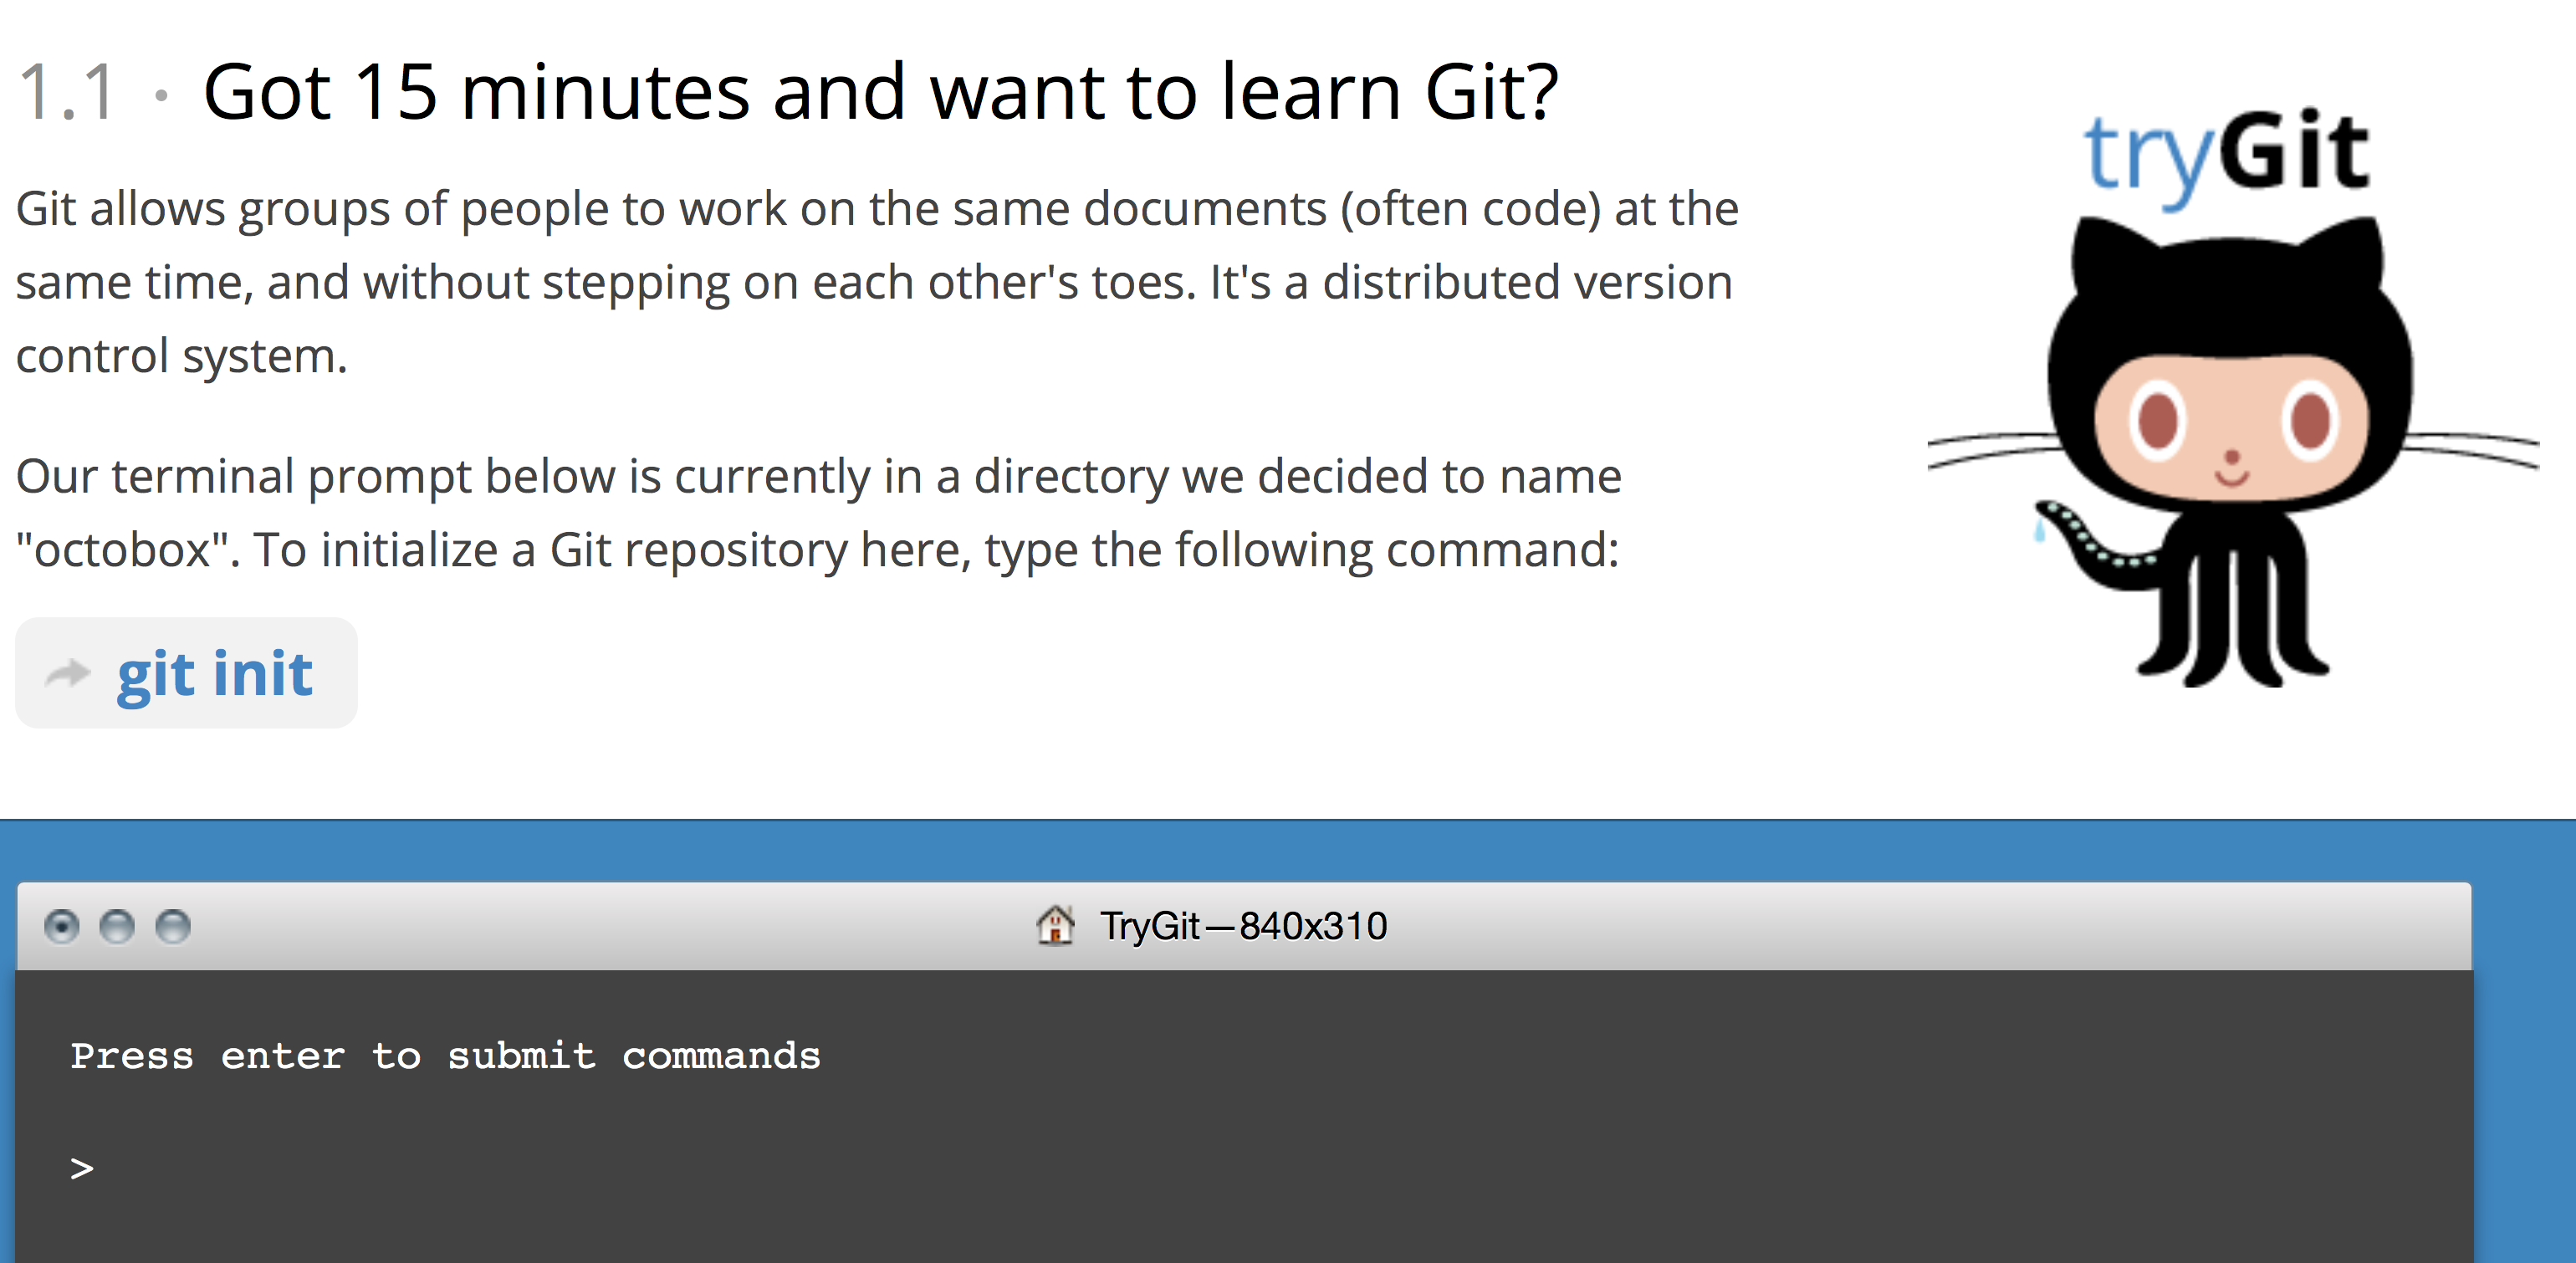 1.1 · Got 15 minutes and want to learn Git?
tryGit
Git allows groups of people to work on the same documents (often code) at the
same time, and without stepping on each other's toes. It's a distributed version
control system.
Our terminal prompt below is currently in a directory we decided to name
"octobox". To initialize a Git repository here, type the following command:
git init
TryGit—840x310
Press enter to submit commands
>